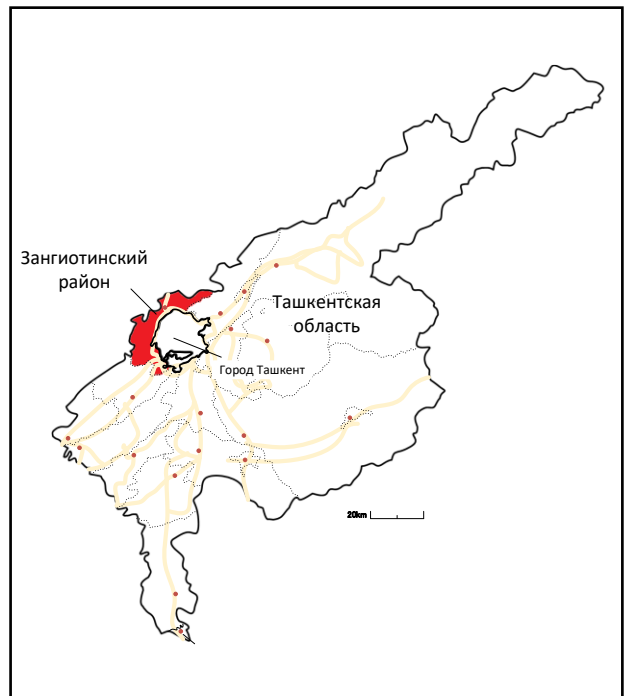 Зангиотинский
район
Ташкентская
область
Город Ташкент
20km